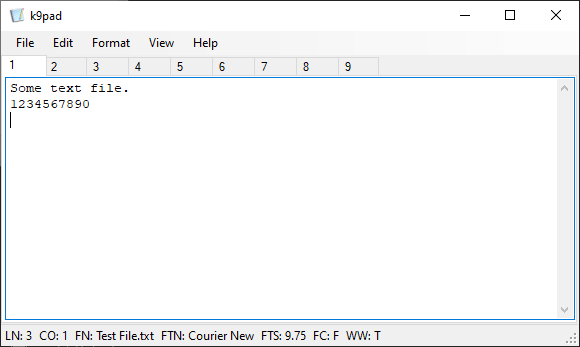 k9pad
File Edit Format View Help
1 2 3 4 5 6 7 8 9
Some text file.
1234567890
LN: 3 CO: 1 FN: Test File.txt FTN: Courier New FTS: 9.75 FC: F WW: T